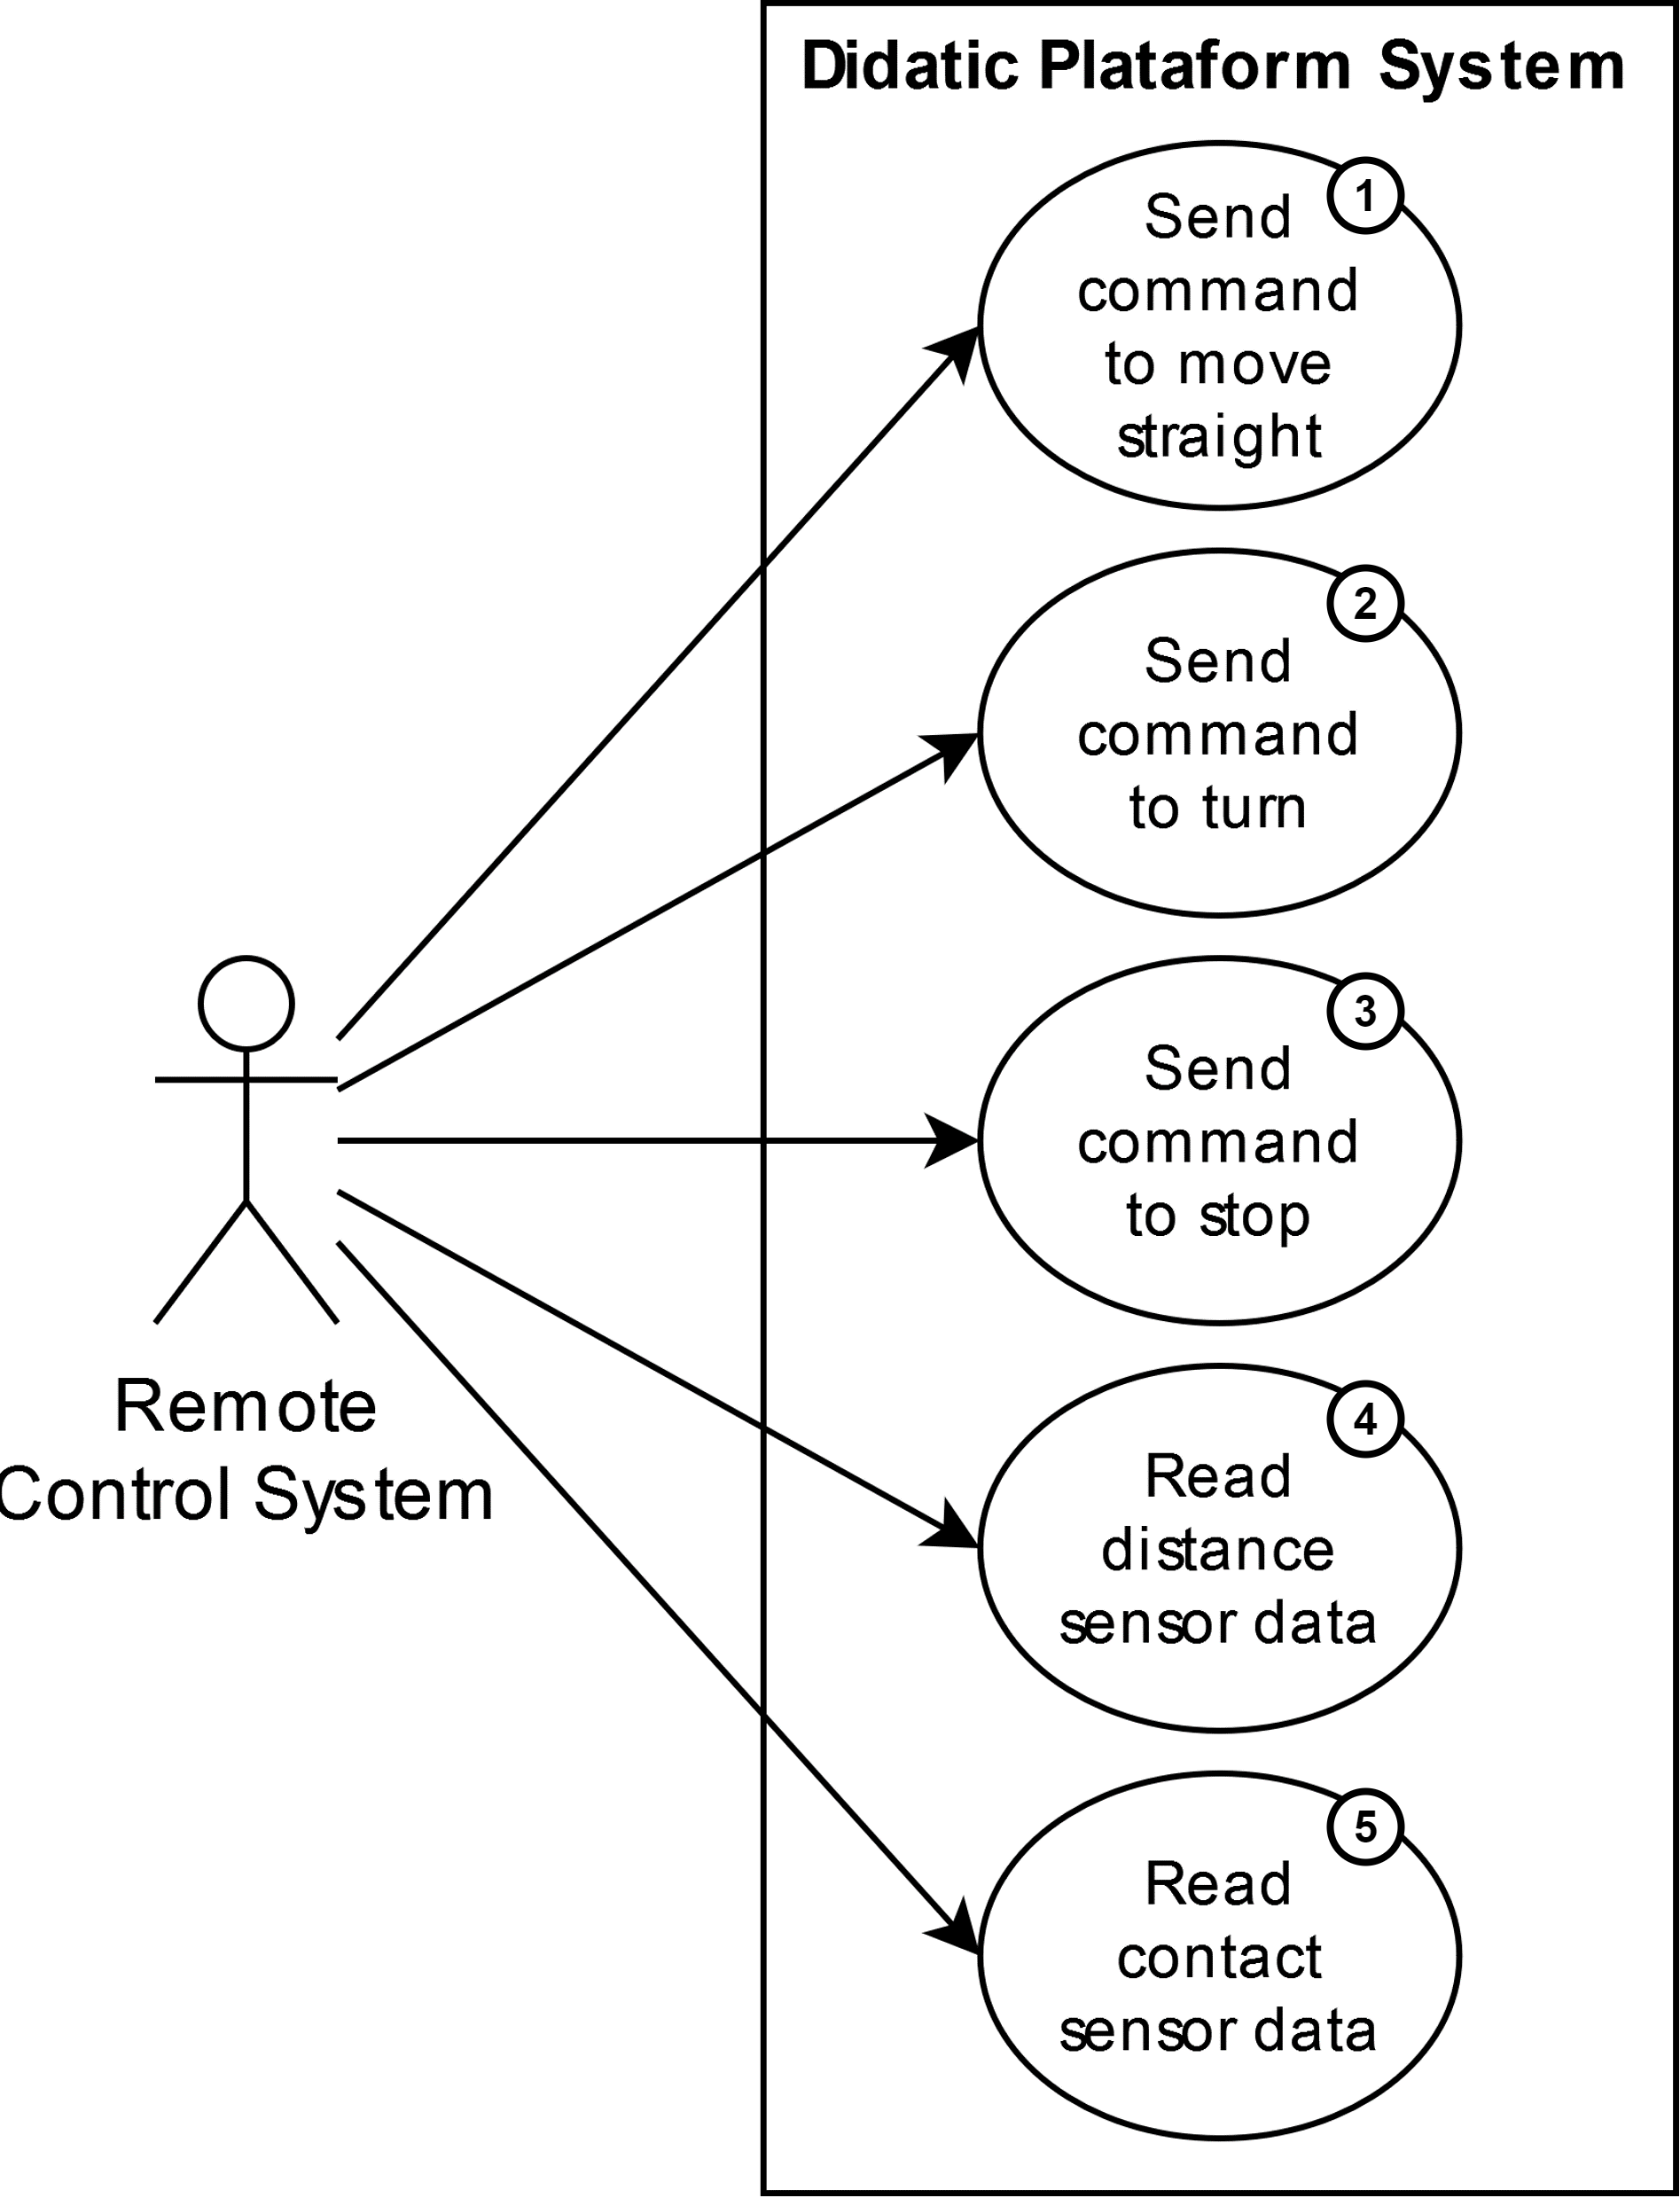 Didatic Plataform System
1
Send
command
to move
straight
2
Send
command
to turn
3
Send
command
to stop
4
Read
distance
sensor data
5
Read
contact
sensor data
Remote
Control System